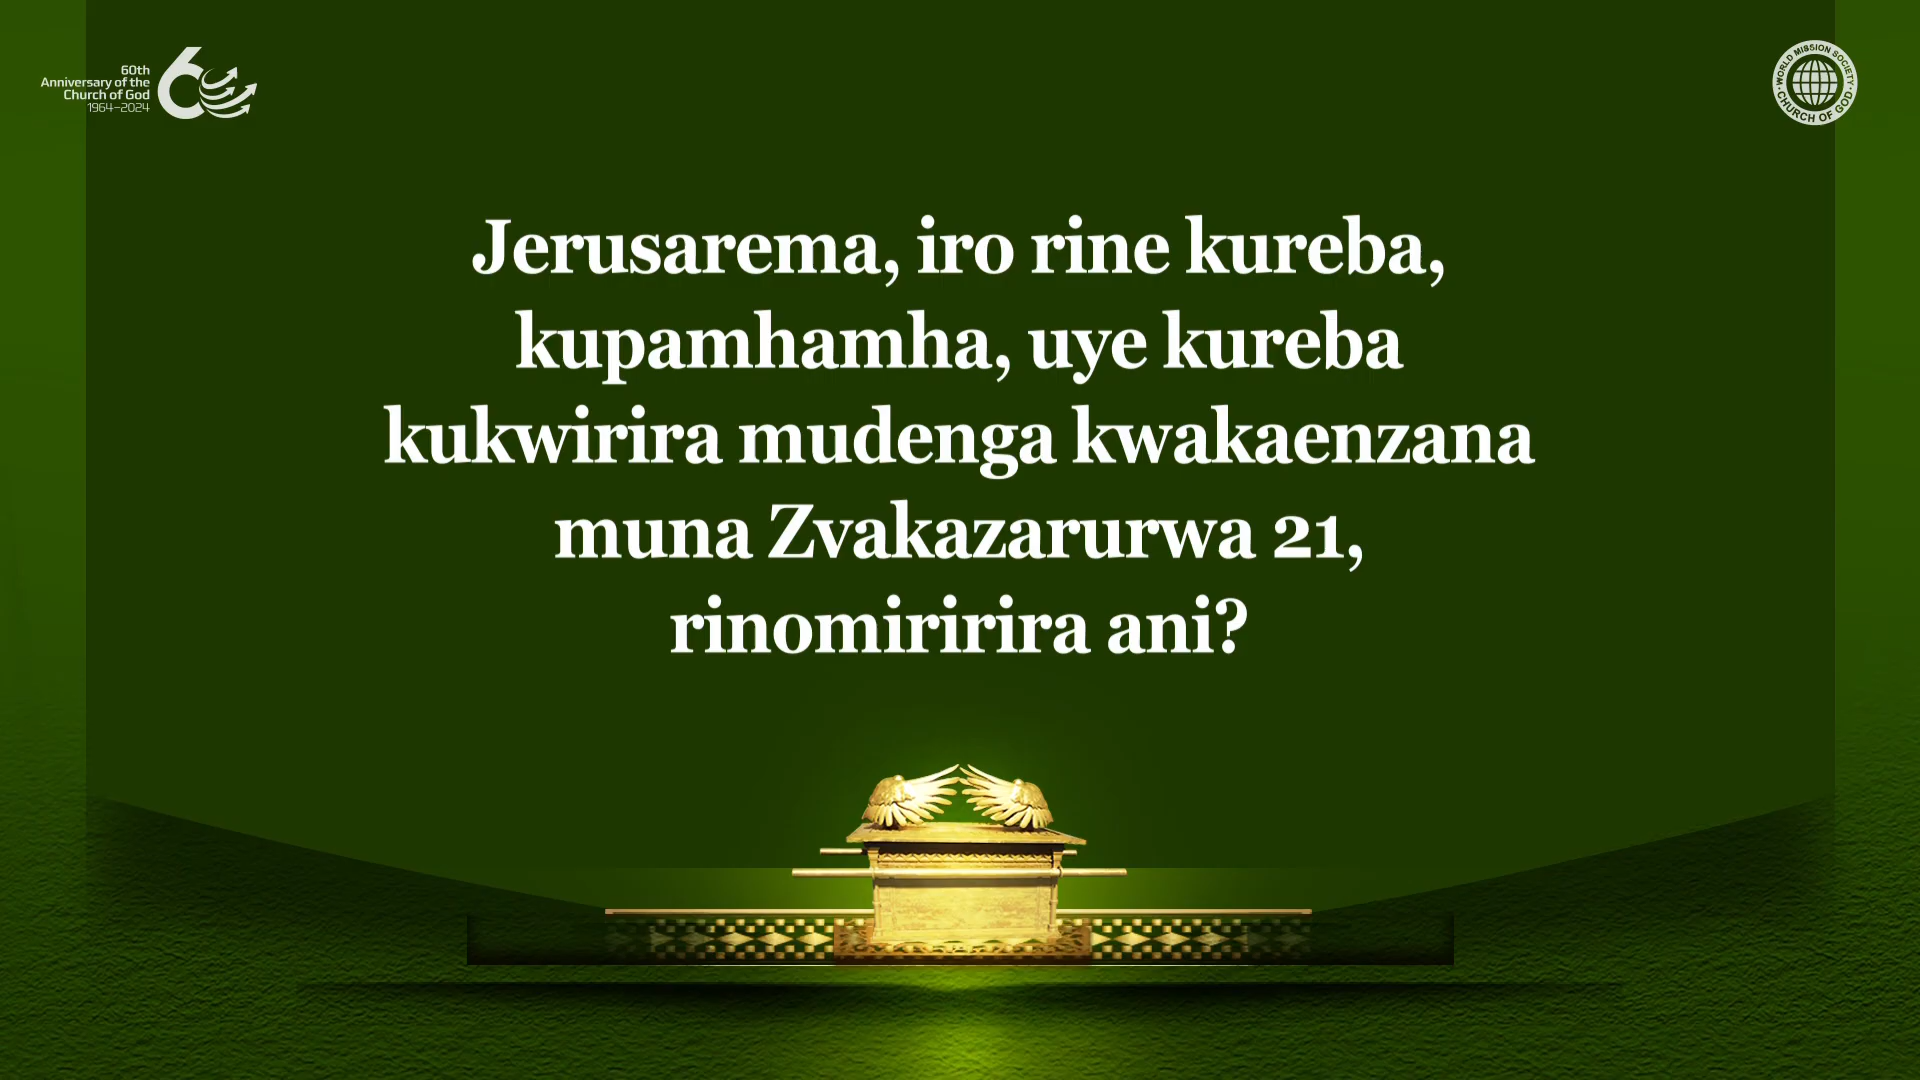 60th
Anniversary of the
Church of God
1964–2024
WORLD MISSION SOCIETY
CHURCH OF GOD
Jerusarema, iro rine kureba,
kupamhamha, uye kureba
kukwirira mudenga kwakaenzana
muna Zvakazarurwa 21,
rinomiririra ani?